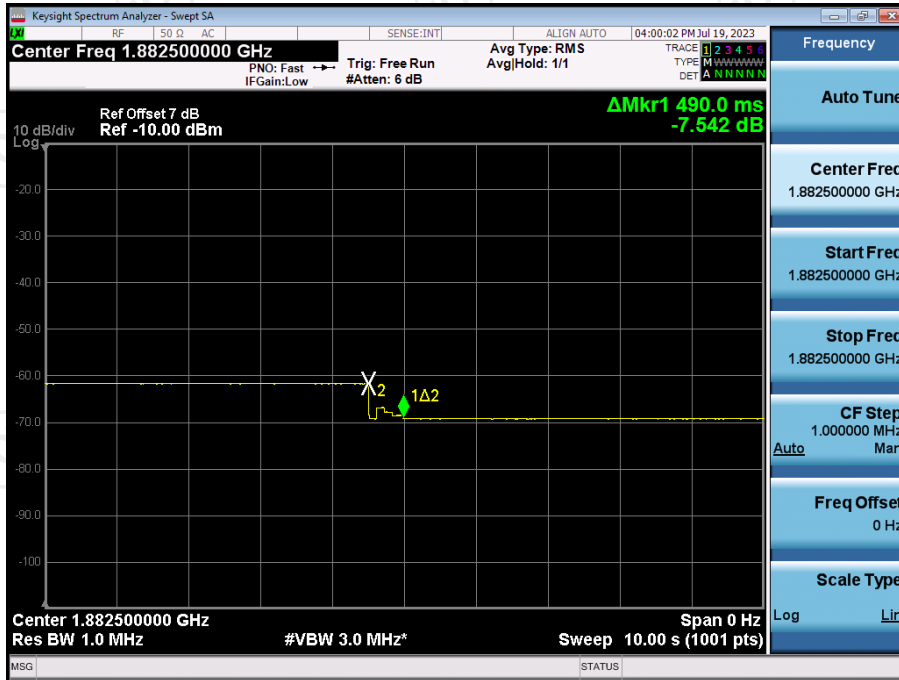 Keysight Spectrum Analyzer - Swept SA
LXI RF 50 Ω AC SENSE:INT ALIGN AUTO 04:00:02 PM Jul 19, 2023
Center Freq 1.882500000 GHz
PNO: Fast
IFGain:Low
Trig: Free Run
#Atten: 6 dB
Avg Type: RMS
Avg|Hold: 1/1
TRACE 1 2 3 4 5 6
TYPE M WWWWW
DET A N N N N N
Frequency
ΔMkr1 490.0 ms
-7.542 dB
Ref Offset 7 dB
10 dB/div Ref -10.00 dBm
Log
-20.0
-30.0
-40.0
-50.0
-60.0
-70.0
-80.0
-90.0
-100
X2
1Δ2
Center 1.882500000 GHz
Span 0 Hz
Res BW 1.0 MHz
#VBW 3.0 MHz*
Sweep 10.00 s (1001 pts)
Auto Tune
Center Freq
1.882500000 GHz
Start Freq
1.882500000 GHz
Stop Freq
1.882500000 GHz
CF Step
1.000000 MHz
Auto Man
Freq Offset
0 Hz
Scale Type
Log Lin
MSG
STATUS